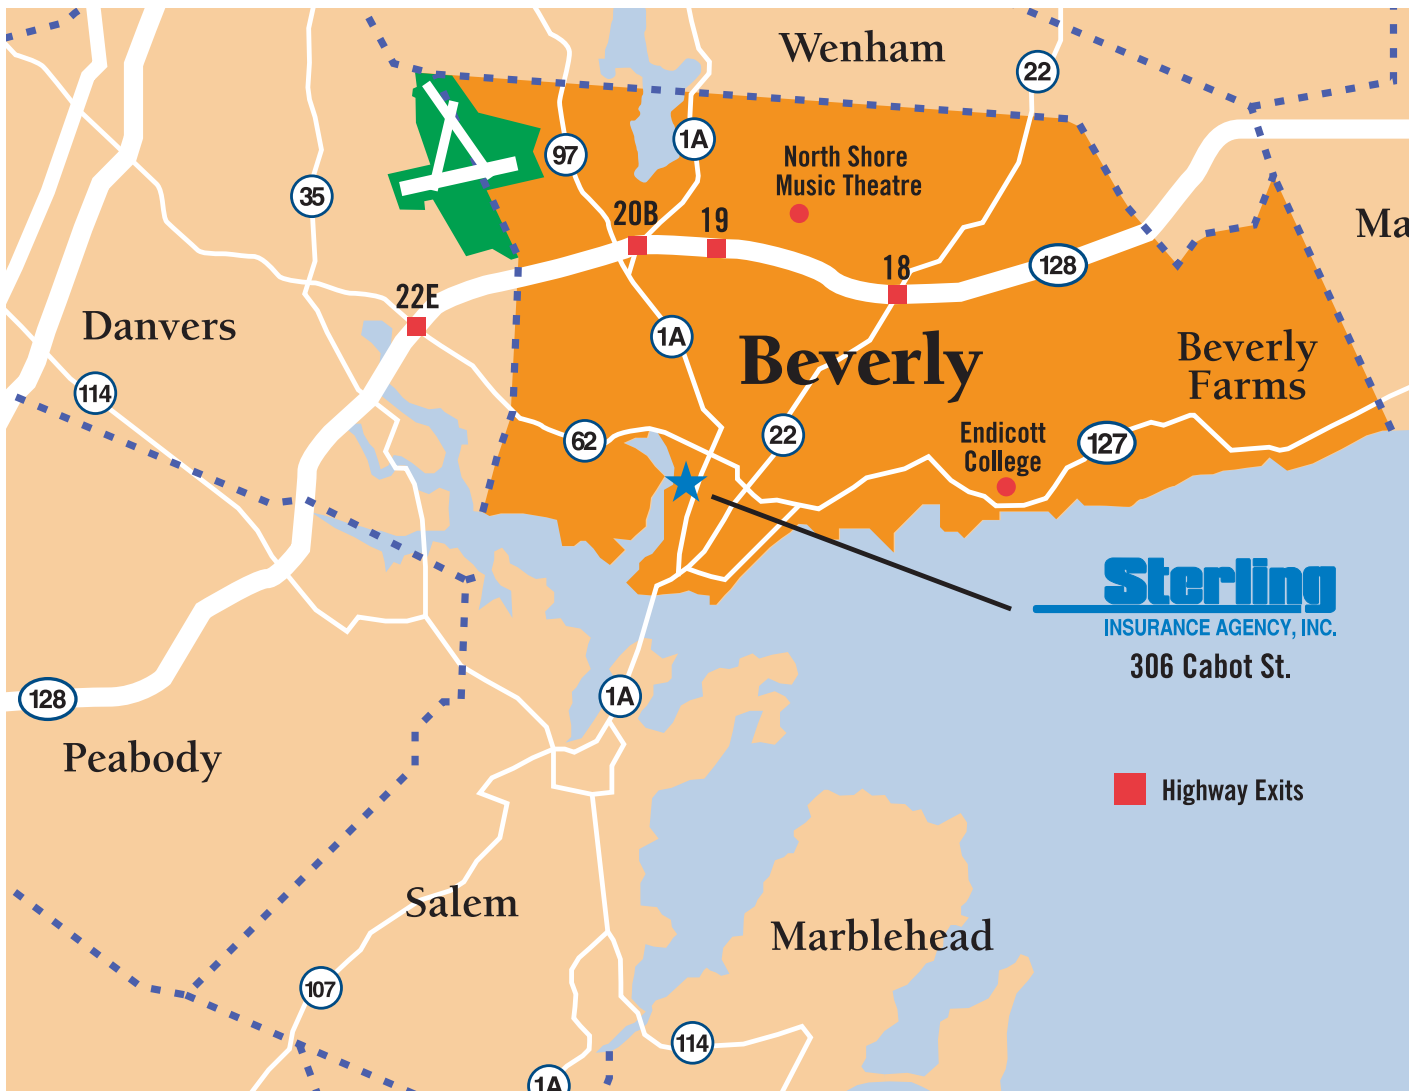 Wenham
22
97
1A
North Shore
Music Theatre
35
20B
19
Ma
128
18
22E
Danvers
1A
Beverly
Beverly
Farms
114
62
22
Endicott
College
127
Sterling
INSURANCE AGENCY, INC.
306 Cabot St.
128
1A
Peabody
Highway Exits
Salem
Marblehead
107
114
1A